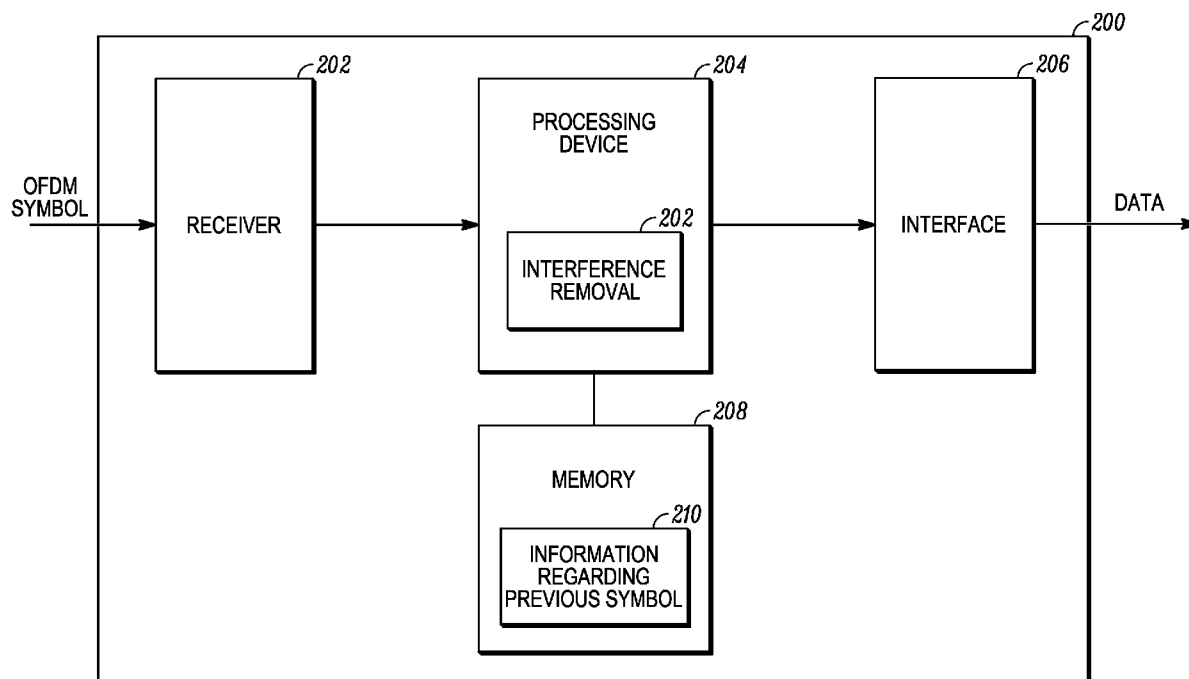 200
202
204
206
PROCESSING
DEVICE
OFDM
SYMBOL
RECEIVER
202
INTERFERENCE
REMOVAL
INTERFACE
DATA
208
MEMORY
210
INFORMATION
REGARDING
PREVIOUS SYMBOL